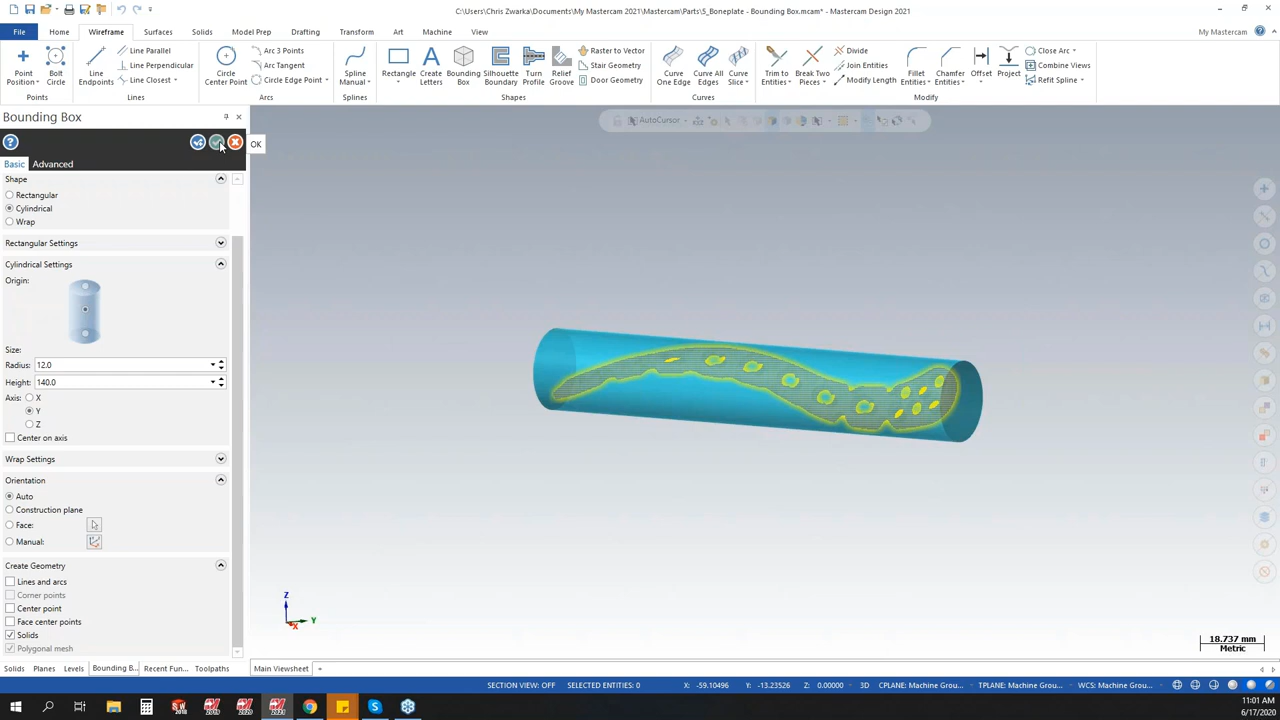 C:\Users\Chris Zwarka\Documents\My Mastercam 2021\Mastercam\Parts\5_Boneplate - Bounding Box.mcam* - Mastercam Design 2021
File Home Wireframe Surfaces Solids Model Prep Drafting Transform Art Machine View My Mastercam
Point Position
Bolt Circle
Points
Line Endpoints
Line Parallel
Line Perpendicular
Line Closest
Lines
Circle Center Point
Arc 3 Points
Arc Tangent
Circle Edge Point
Arcs
Spline Manual
Splines
Rectangle
Create Letters
Bounding Box
Silhouette Boundary
Turn Profile
Relief Groove
Raster to Vector
Stair Geometry
Door Geometry
Shapes
Curve One Edge
Curve All Edges
Curve Slice
Curves
Trim to Entities
Break Two Pieces
Divide
Join Entities
Modify Length
Fillet Entities
Chamfer Entities
Offset
Project
Close Arc
Combine Views
Refit Spline
Modify
Bounding Box
OK
Basic Advanced
AutoCursor
Shape
Rectangular
Cylindrical
Wrap
Rectangular Settings
Cylindrical Settings
Origin:
Size:
Radius: 12.0
Height: 140.0
Axis: X
Y
Z
Center on axis
Wrap Settings
Orientation
Auto
Construction plane
Face:
Manual:
Create Geometry
Lines and arcs
Corner points
Center point
Face center points
Solids
Polygonal mesh
Z
Y
X
18.737 mm
Metric
Solids Planes Levels Bounding B... Recent Fun... Toolpaths Main Viewsheet +
SECTION VIEW: OFF SELECTED ENTITIES: 0 X: -59.10496 Y: -13.23526 Z: 0.00000 3D CPLANE: Machine Grou... TPLANE: Machine Grou... WCS: Machine Grou...
11:01 AM
6/17/2020